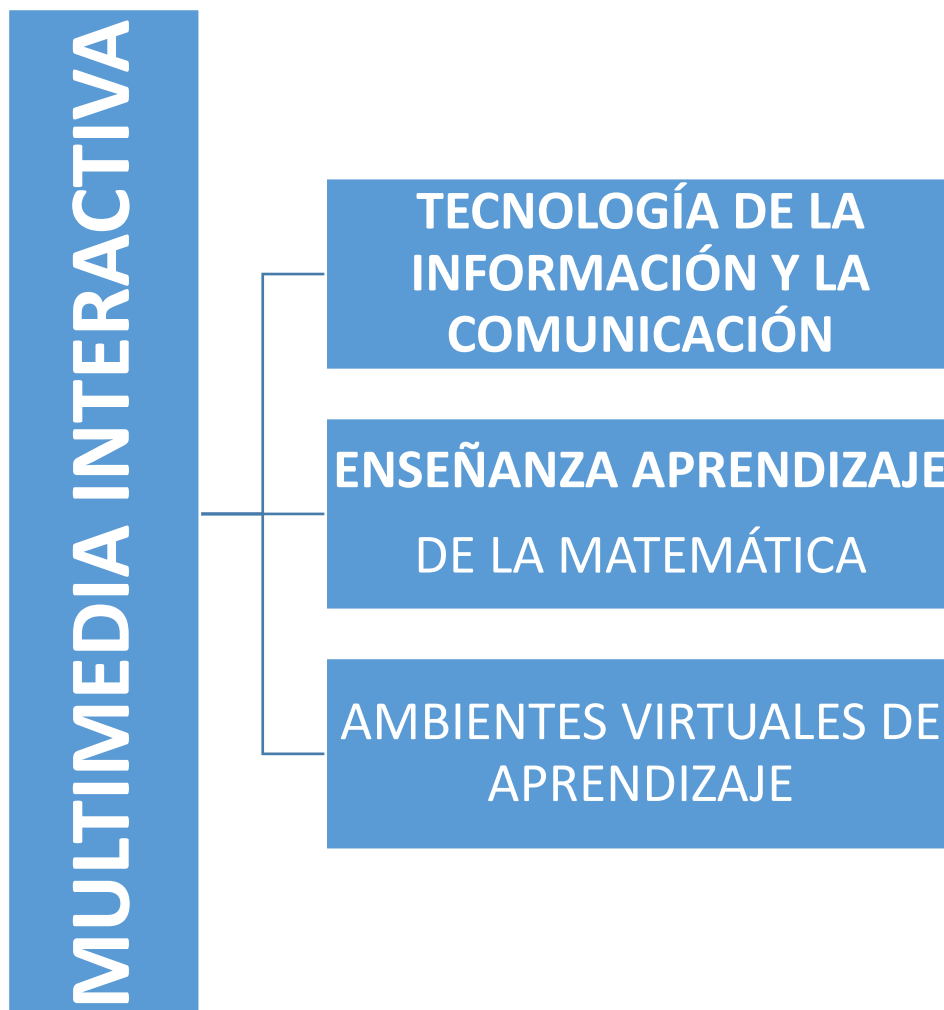 MULTIMEDIA INTERACTIVA
TECNOLOGÍA DE LA
INFORMACIÓN Y LA
COMUNICACIÓN
ENSEÑANZA APRENDIZAJE
DE LA MATEMÁTICA
AMBIENTES VIRTUALES DE
APRENDIZAJE